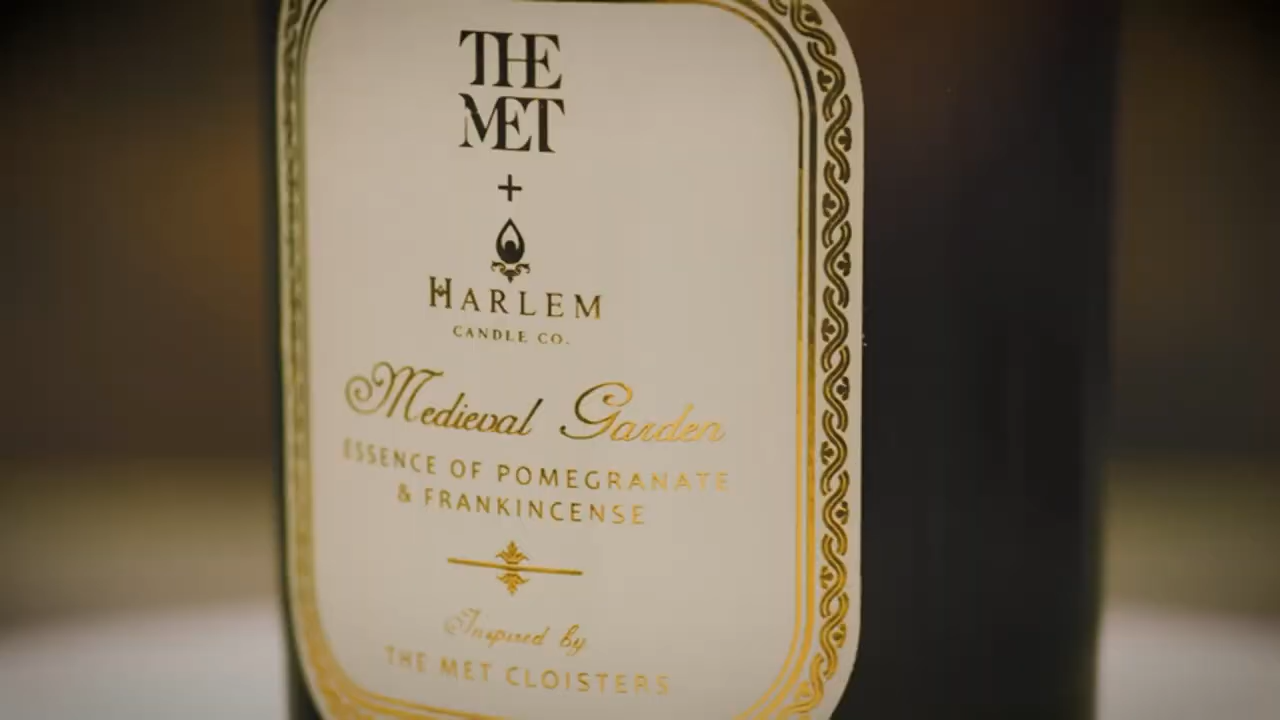 THE
MET
+
HARLEM
CANDLE CO.
Medieval Garden
ESSENCE OF POMEGRANATE
& FRANKINCENSE
Inspired by
THE MET CLOISTERS